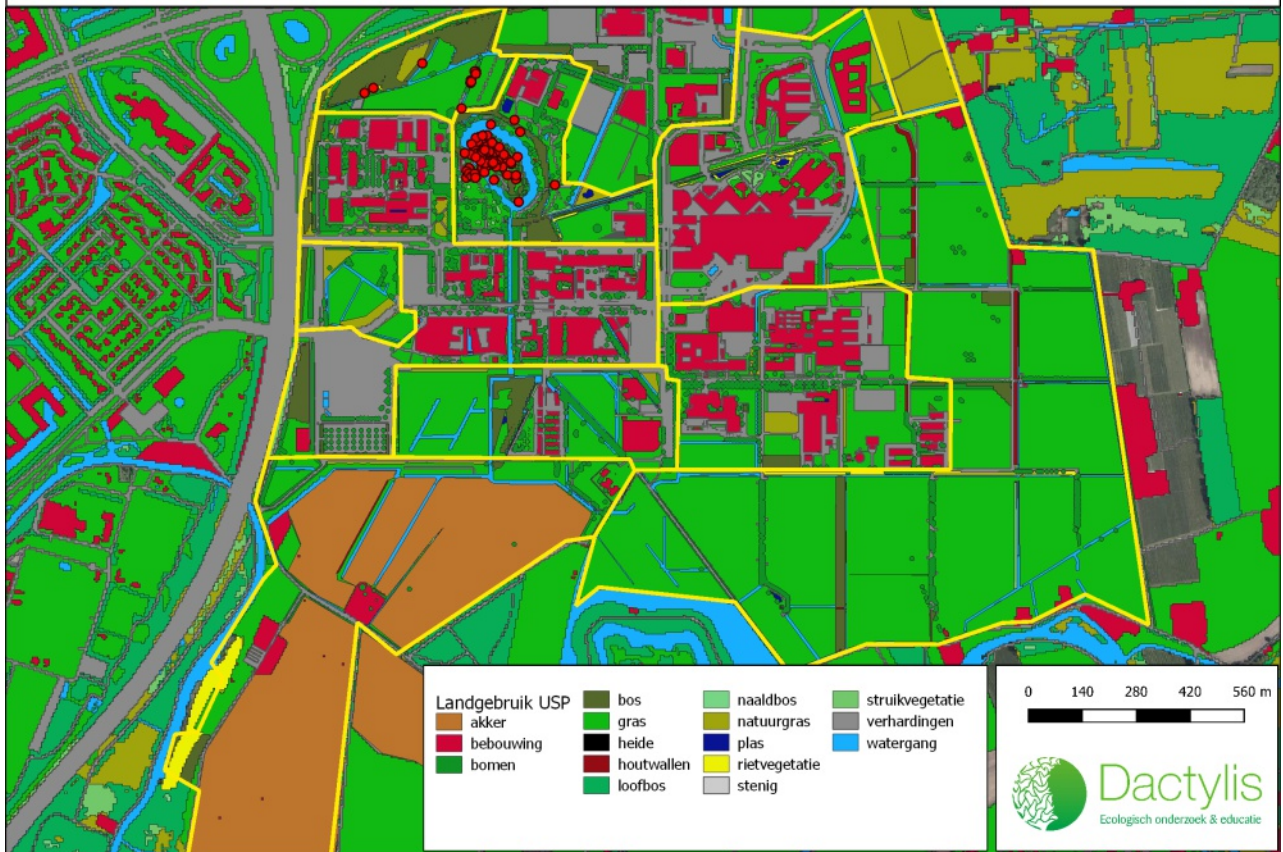 Landgebruik USP
akker
bebouwing
bomen
bos
gras
heide
houtwallen
loofbos
naaldbos
natuurgras
plas
rietvegetatie
stenig
struikvegetatie
verhardingen
watergang
0 140 280 420 560 m
Dactylis
Ecologisch onderzoek & educatie